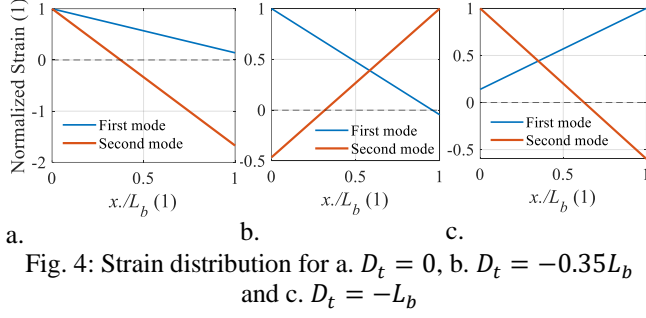 Normalized Strain (1)
1
0
-1
-2
First mode
Second mode
0
0.5
1
x./L_b (1)
a.
1
0.5
0
-0.5
First mode
Second mode
0
0.5
1
x./L_b (1)
b.
1
0.5
0
-0.5
First mode
Second mode
0
0.5
1
x./L_b (1)
c.
Fig. 4: Strain distribution for a. D_t = 0, b. D_t = −0.35L_b
and c. D_t = −L_b